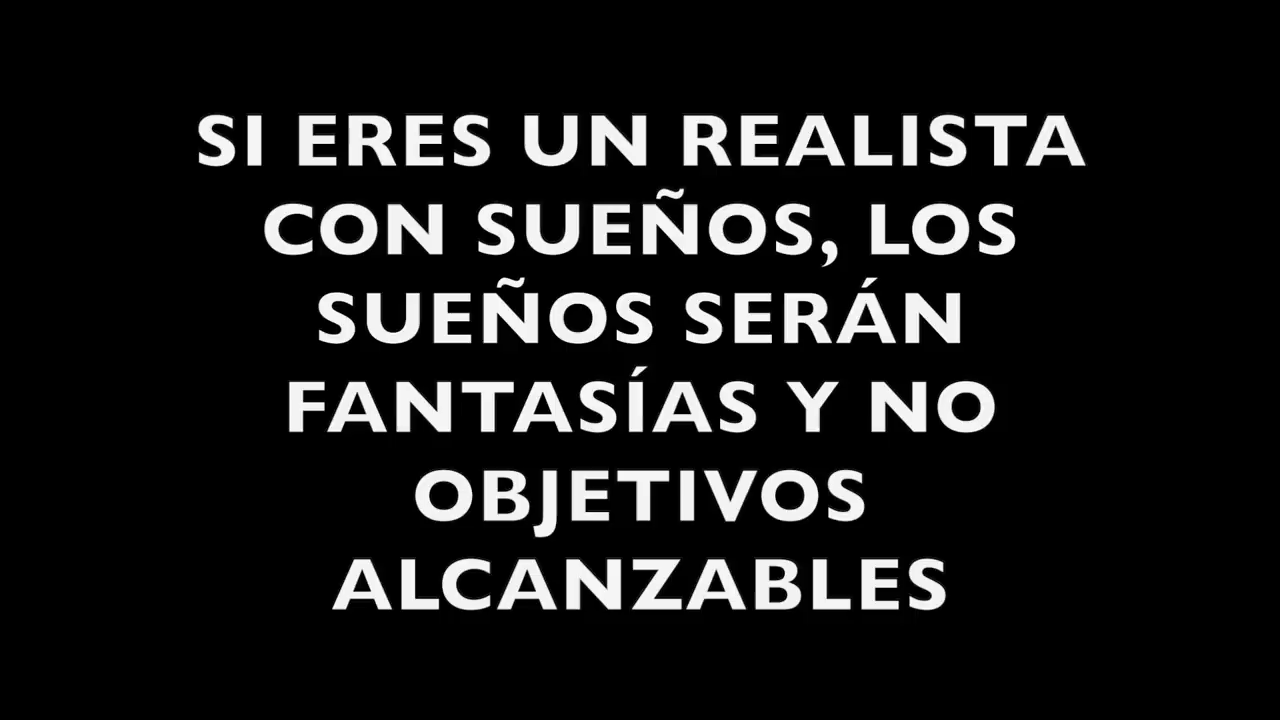 SI ERES UN REALISTA
CON SUEÑOS, LOS
SUEÑOS SERÁN
FANTASÍAS Y NO
OBJETIVOS
ALCANZABLES